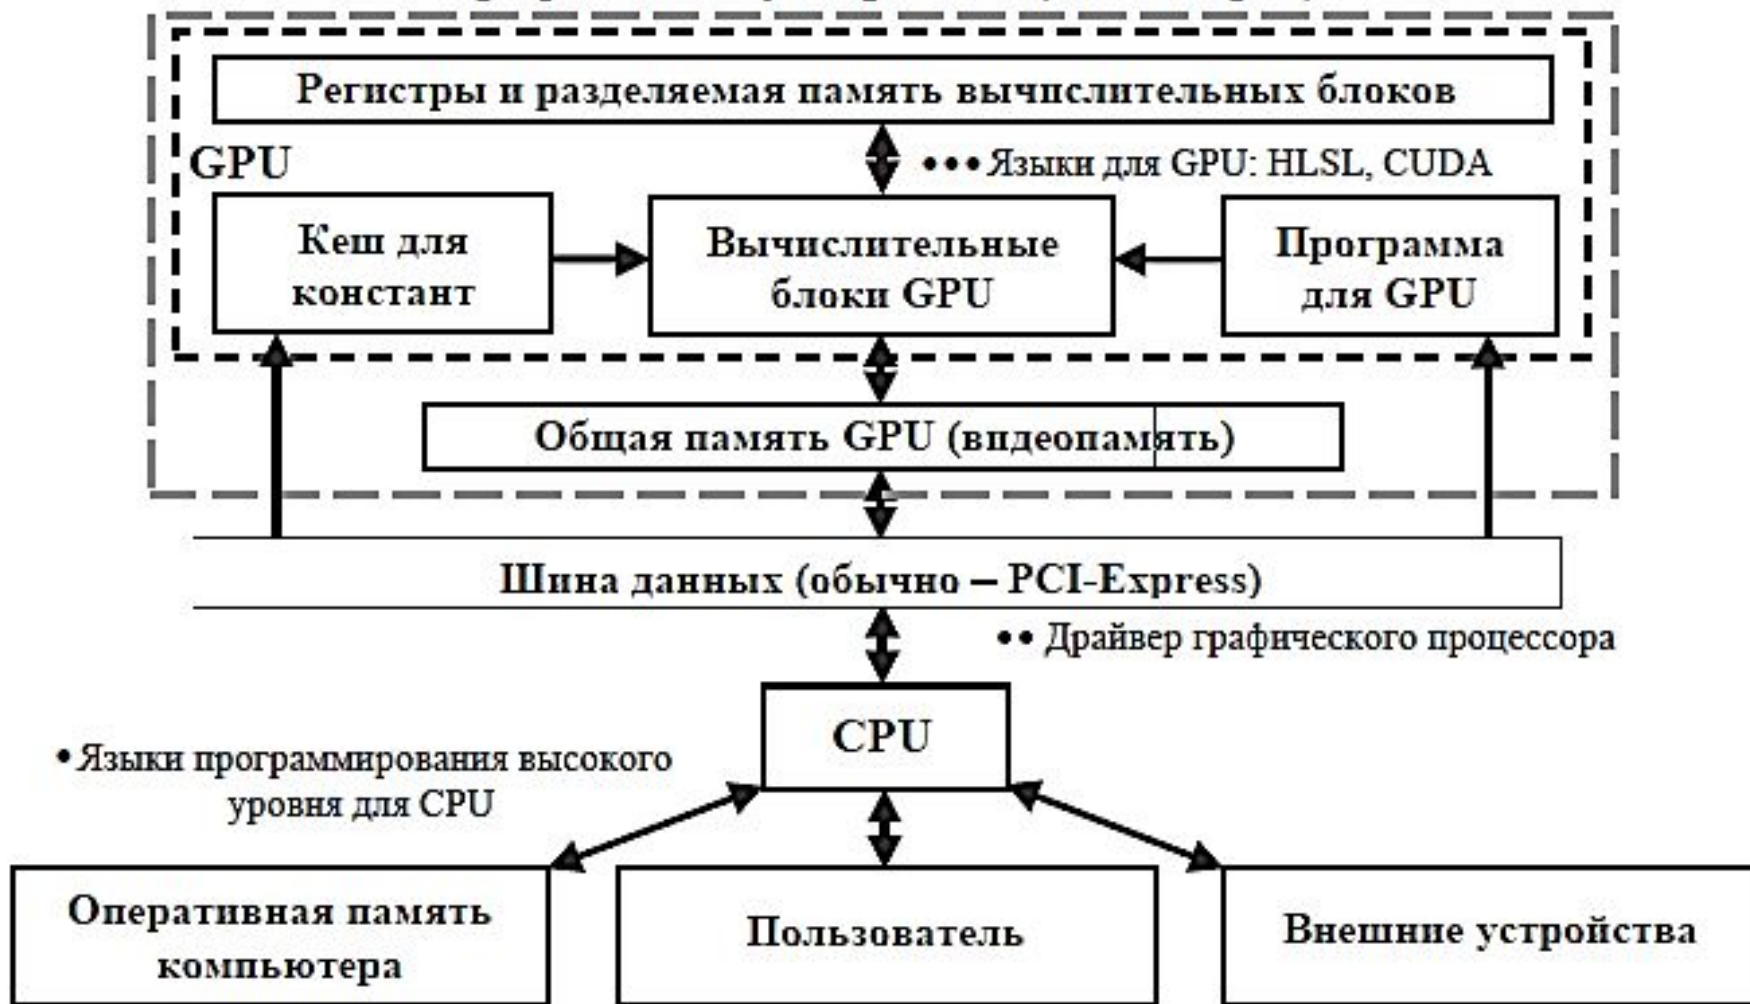 Регистры и разделяемая память вычислительных блоков
GPU
••• Языки для GPU: HLSL, CUDA
Кеш для
констант
Вычислительные
блоки GPU
Программа
для GPU
Общая память GPU (видеопамять)
Шина данных (обычно – PCI-Express)
•• Драйвер графического процессора
CPU
• Языки программирования высокого
уровня для CPU
Оперативная память
компьютера
Пользователь
Внешние устройства